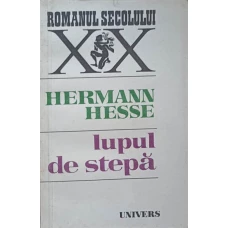 ROMANUL SECOLULUI
XX
HERMANN
HESSE
lupul
de stepă
UNIVERS